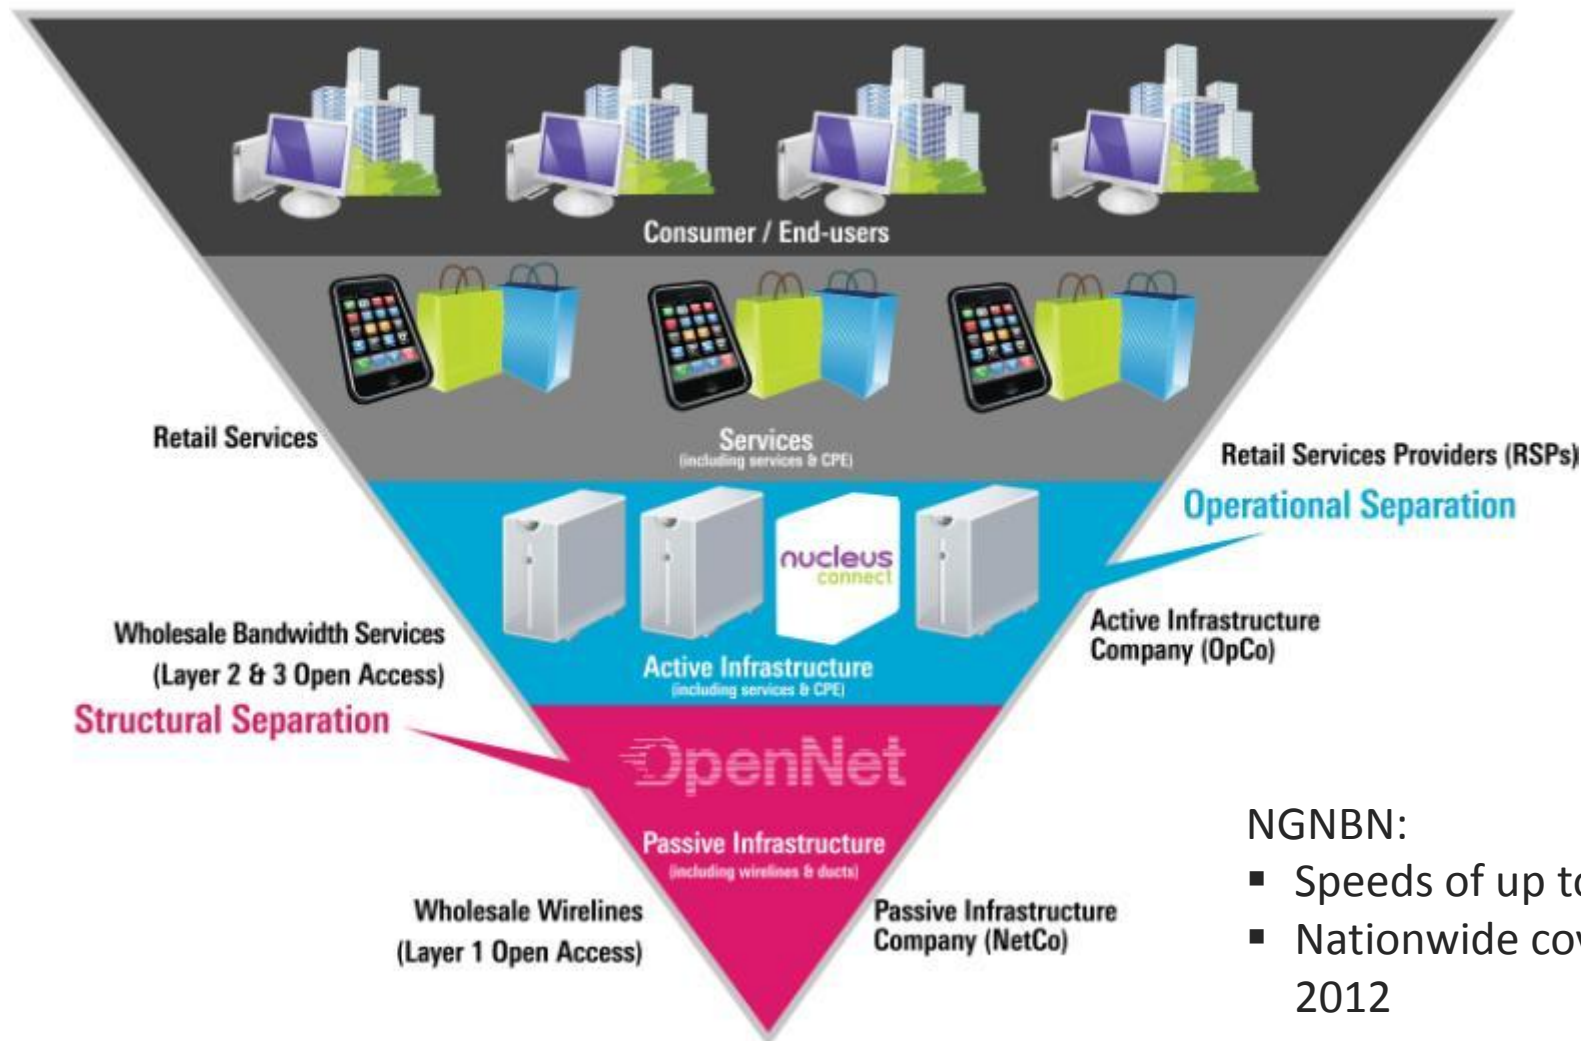 Consumer / End-users
Retail Services
Services
(including services & CPE)
Retail Services Providers (RSPs)
Operational Separation
nucleus
connect
Wholesale Bandwidth Services
(Layer 2 & 3 Open Access)
Active Infrastructure
(including services & CPE)
Active Infrastructure
Company (OpCo)
Structural Separation
OpenNet
Passive Infrastructure
(including wirelines & ducts)
Wholesale Wirelines
(Layer 1 Open Access)
Passive Infrastructure
Company (NetCo)
NGNBN:
▪ Speeds of up to
▪ Nationwide
2012